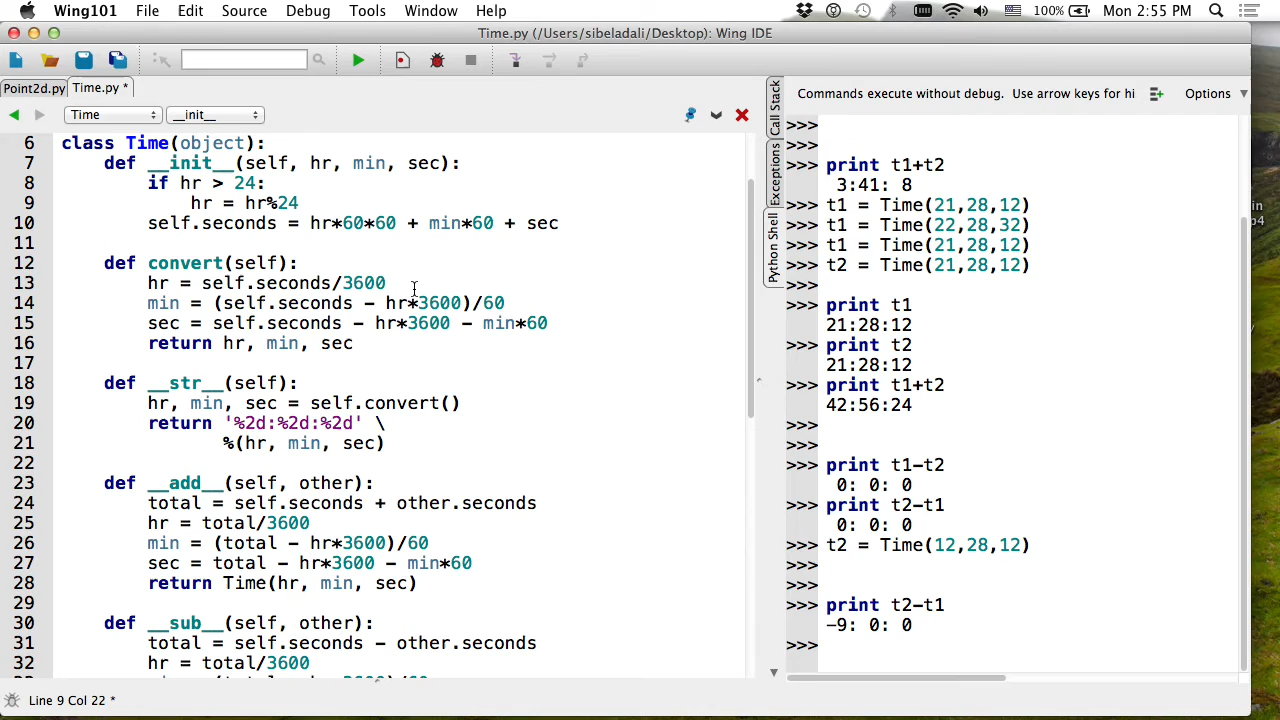 Wing101 File Edit Source Debug Tools Window Help 100% Mon 2:55 PM
Time.py (/Users/sibeladali/Desktop): Wing IDE
Point2d.py Time.py *
Time __init__
Commands execute without debug. Use arrow keys for hi Options
Call Stack
Exceptions
Python Shell
6 class Time(object):
7 def __init__(self, hr, min, sec):
8 if hr > 24:
9 hr = hr%24
10 self.seconds = hr*60*60 + min*60 + sec
11
12 def convert(self):
13 hr = self.seconds/3600
14 min = (self.seconds - hr*3600)/60
15 sec = self.seconds - hr*3600 - min*60
16 return hr, min, sec
17
18 def __str__(self):
19 hr, min, sec = self.convert()
20 return '%2d:%2d:%2d' \
21 %(hr, min, sec)
22
23 def __add__(self, other):
24 total = self.seconds + other.seconds
25 hr = total/3600
26 min = (total - hr*3600)/60
27 sec = total - hr*3600 - min*60
28 return Time(hr, min, sec)
29
30 def __sub__(self, other):
31 total = self.seconds - other.seconds
32 hr = total/3600
>>>
>>>
>>> print t1+t2
3:41: 8
>>> t1 = Time(21,28,12)
>>> t1 = Time(22,28,32)
>>> t1 = Time(21,28,12)
>>> t2 = Time(21,28,12)
>>>
>>> print t1
21:28:12
>>> print t2
21:28:12
>>> print t1+t2
42:56:24
>>>
>>>
>>> print t1-t2
0: 0: 0
>>> print t2-t1
0: 0: 0
>>> t2 = Time(12,28,12)
>>>
>>>
>>> print t2-t1
-9: 0: 0
>>>
Line 9 Col 22 *